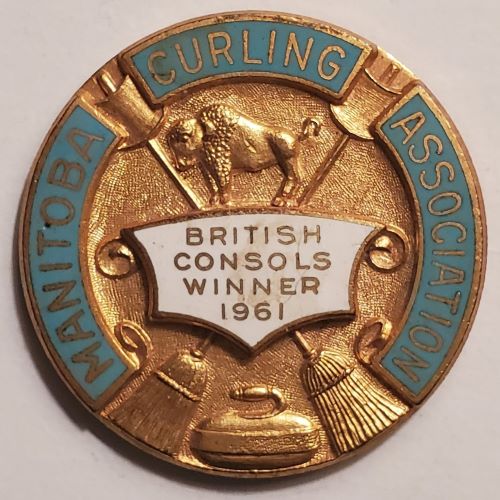 MANITOBA
CURLING
ASSOCIATION
BRITISH
CONSOLS
WINNER
1961